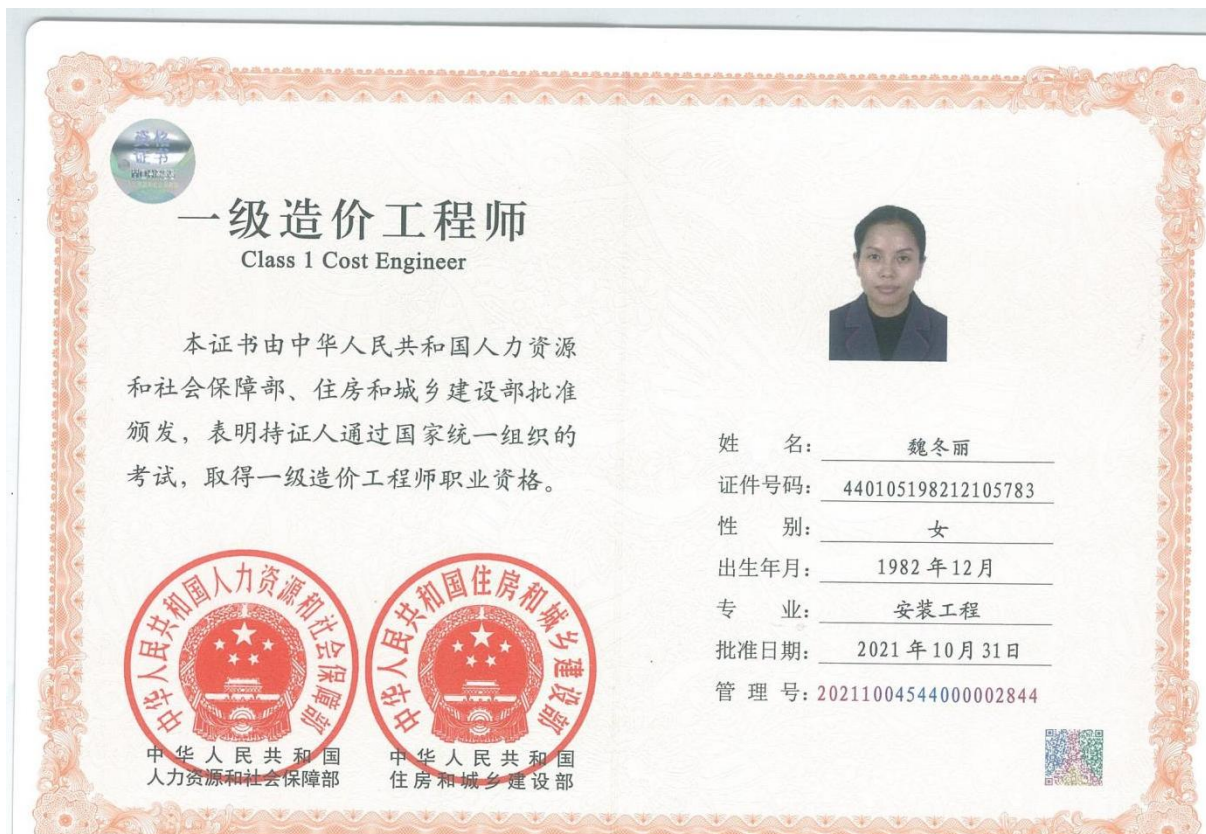 资格
证书
一级造价工程师
Class 1 Cost Engineer
本证书由中华人民共和国人力资源
和社会保障部、住房和城乡建设部批准
颁发，表明持证人通过国家统一组织的
考试，取得一级造价工程师职业资格。
中华人民共和国人力资源和社会保障部
中华人民共和国
人力资源和社会保障部
中华人民共和国住房和城乡建设部
中华人民共和国
住房和城乡建设部
姓 名： 魏冬丽
证件号码： 440105198212105783
性 别： 女
出生年月： 1982年12月
专 业： 安装工程
批准日期： 2021年10月31日
管 理 号：20211004544000002844